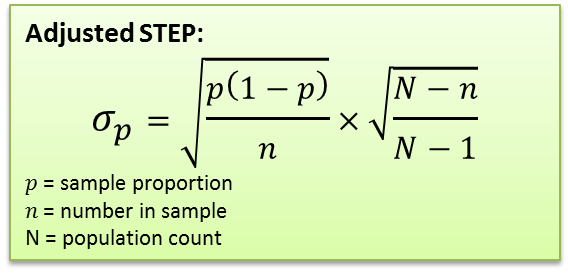 Adjusted STEP:
σp = √(p(1 − p)/n) × √(N − n/N − 1)
p = sample proportion
n = number in sample
N = population count